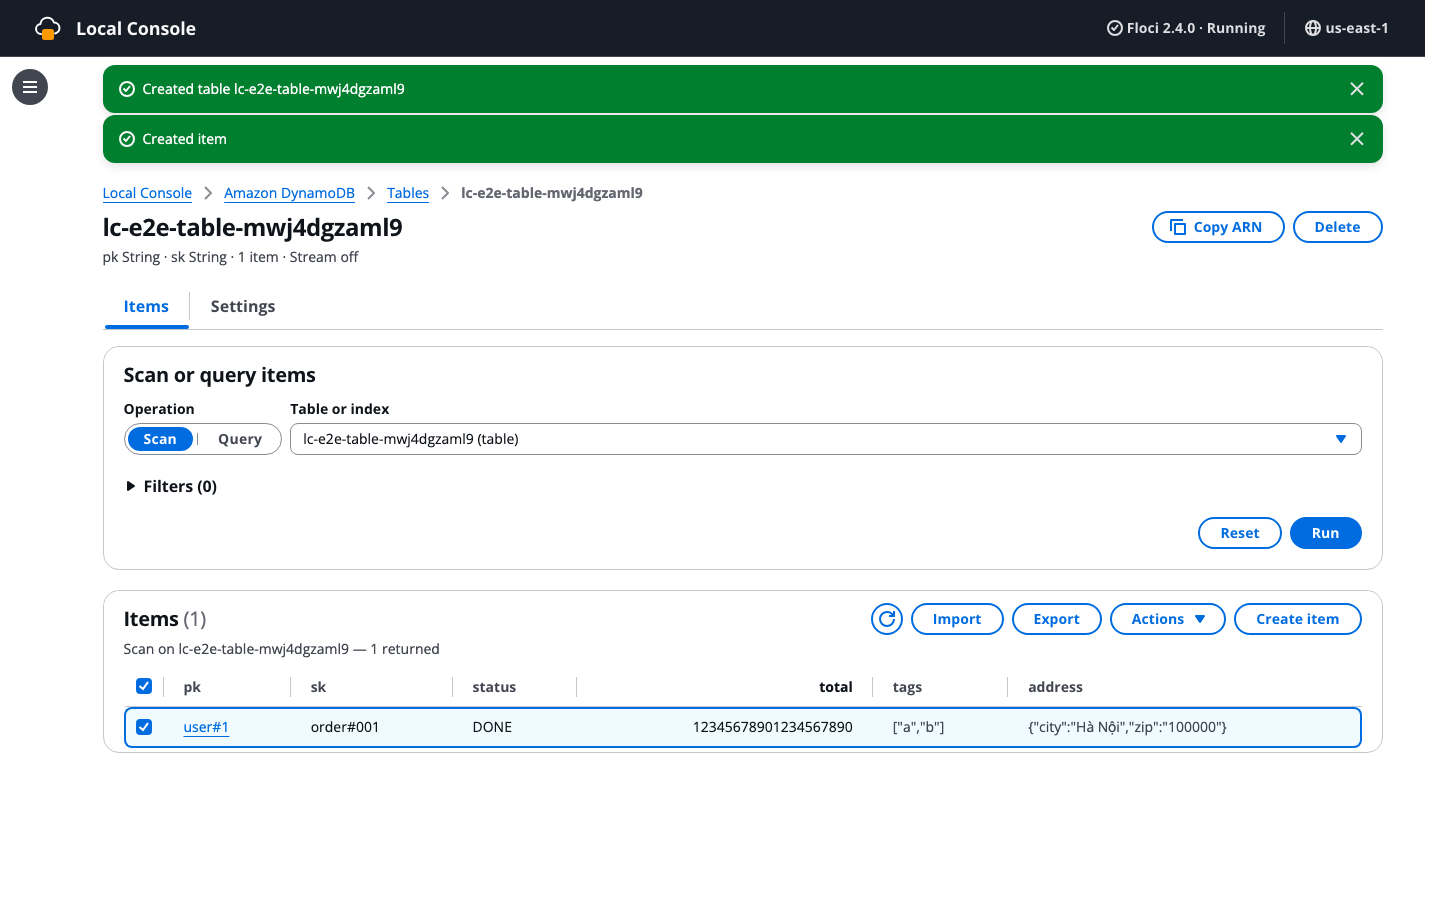 Local Console
Floci 2.4.0 · Running
us-east-1
Created table lc-e2e-table-mwj4dgzaml9
Created item
Local Console > Amazon DynamoDB > Tables > lc-e2e-table-mwj4dgzaml9
lc-e2e-table-mwj4dgzaml9
Copy ARN
Delete
pk String · sk String · 1 item · Stream off
Items
Settings
Scan or query items
Operation
Table or index
Scan
Query
lc-e2e-table-mwj4dgzaml9 (table)
Filters (0)
Reset
Run
Items (1)
Import
Export
Actions
Create item
Scan on lc-e2e-table-mwj4dgzaml9 — 1 returned
pk sk status total tags address
user#1 order#001 DONE 12345678901234567890 ["a","b"] {"city":"Hà Nội","zip":"100000"}